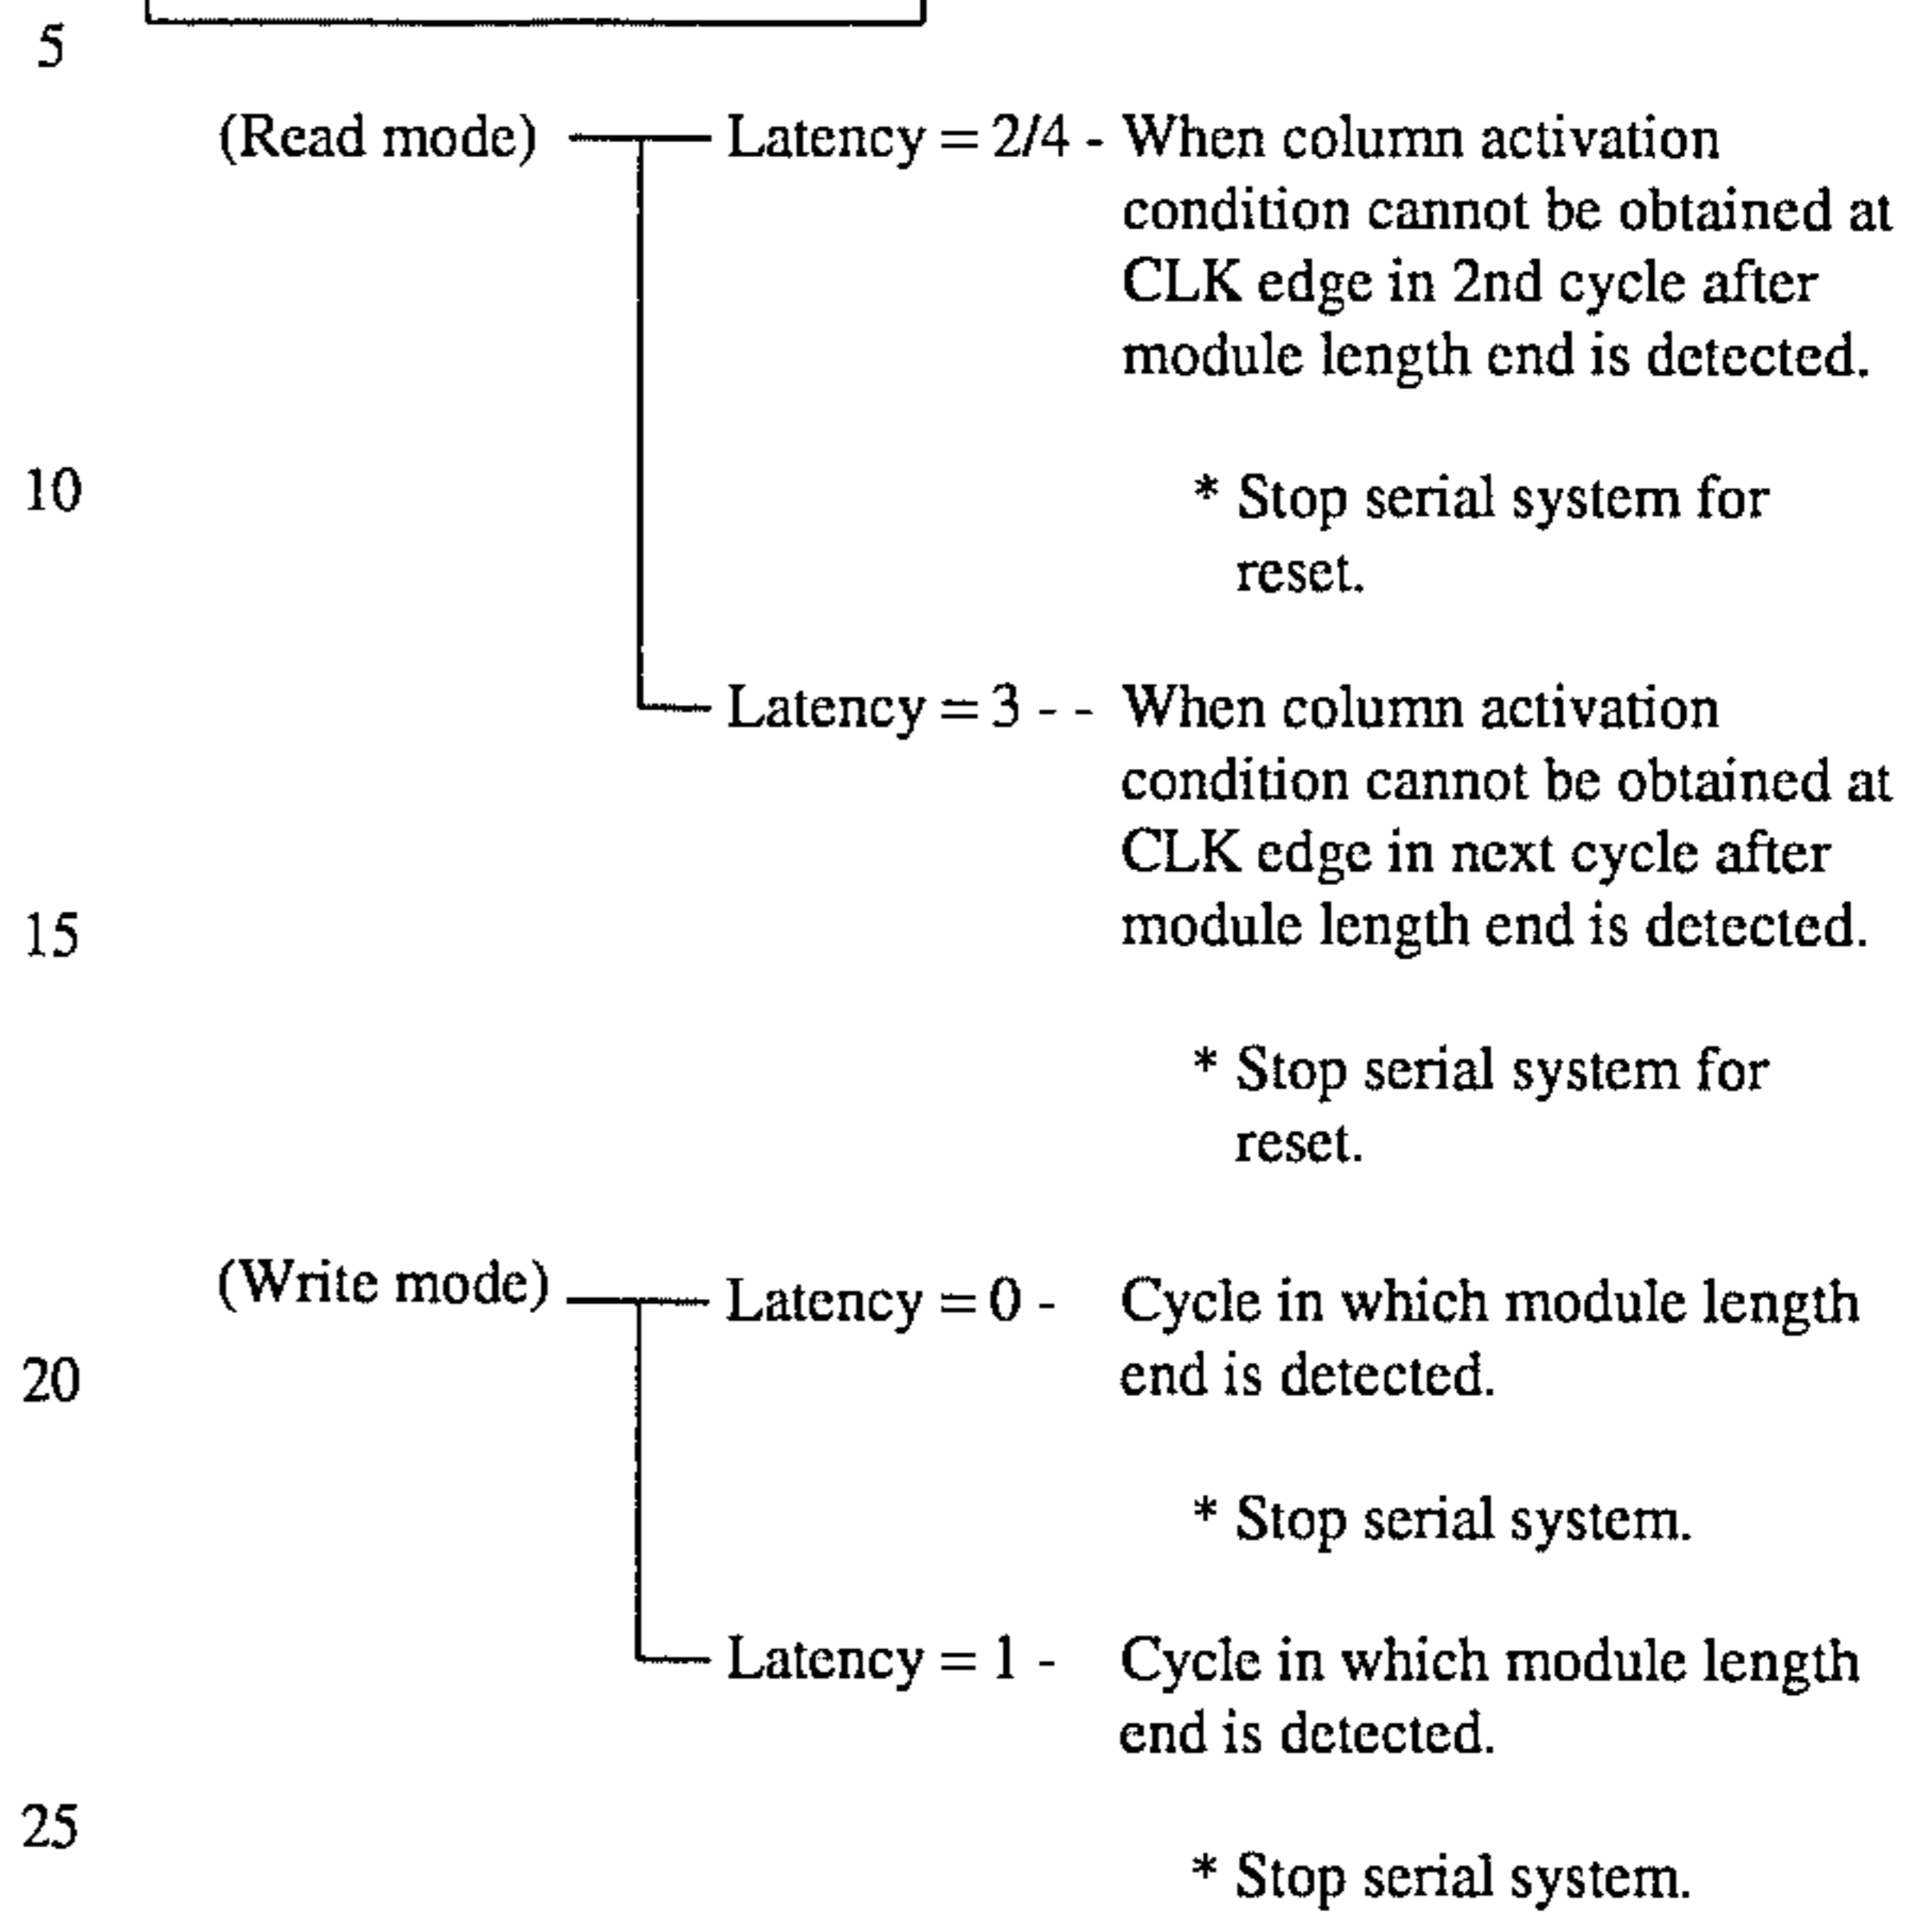 5
(Read mode) Latency = 2/4 - When column activation
condition cannot be obtained at
CLK edge in 2nd cycle after
module length end is detected.
10
* Stop serial system for
reset.
Latency = 3 - - When column activation
condition cannot be obtained at
CLK edge in next cycle after
15
module length end is detected.
* Stop serial system for
reset.
(Write mode) Latency = 0 - Cycle in which module length
20
end is detected.
* Stop serial system.
Latency = 1 - Cycle in which module length
end is detected.
25
* Stop serial system.